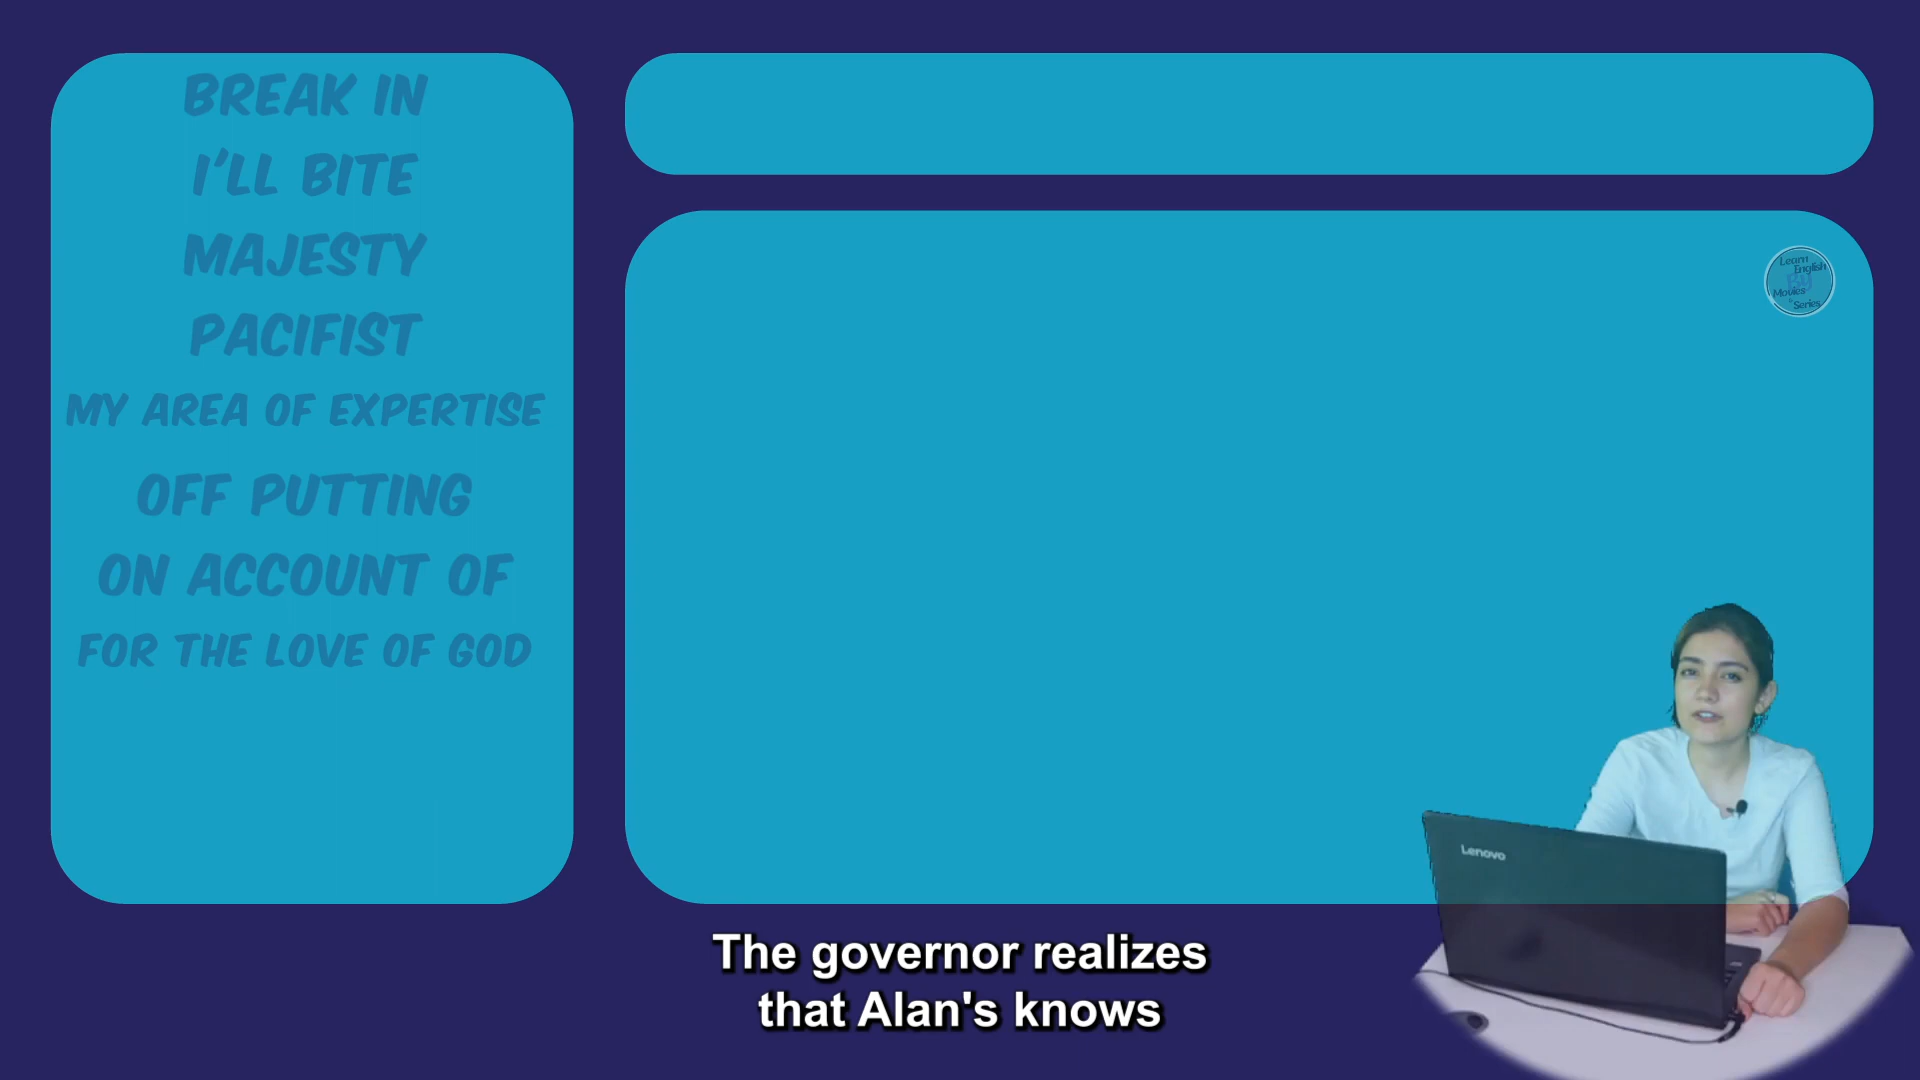 BREAK IN
I'LL BITE
MAJESTY
PACIFIST
MY AREA OF EXPERTISE
OFF PUTTING
ON ACCOUNT OF
FOR THE LOVE OF GOD
Learn
English
By
Movies
&
Series
Lenovo
The governor realizes
that Alan's knows